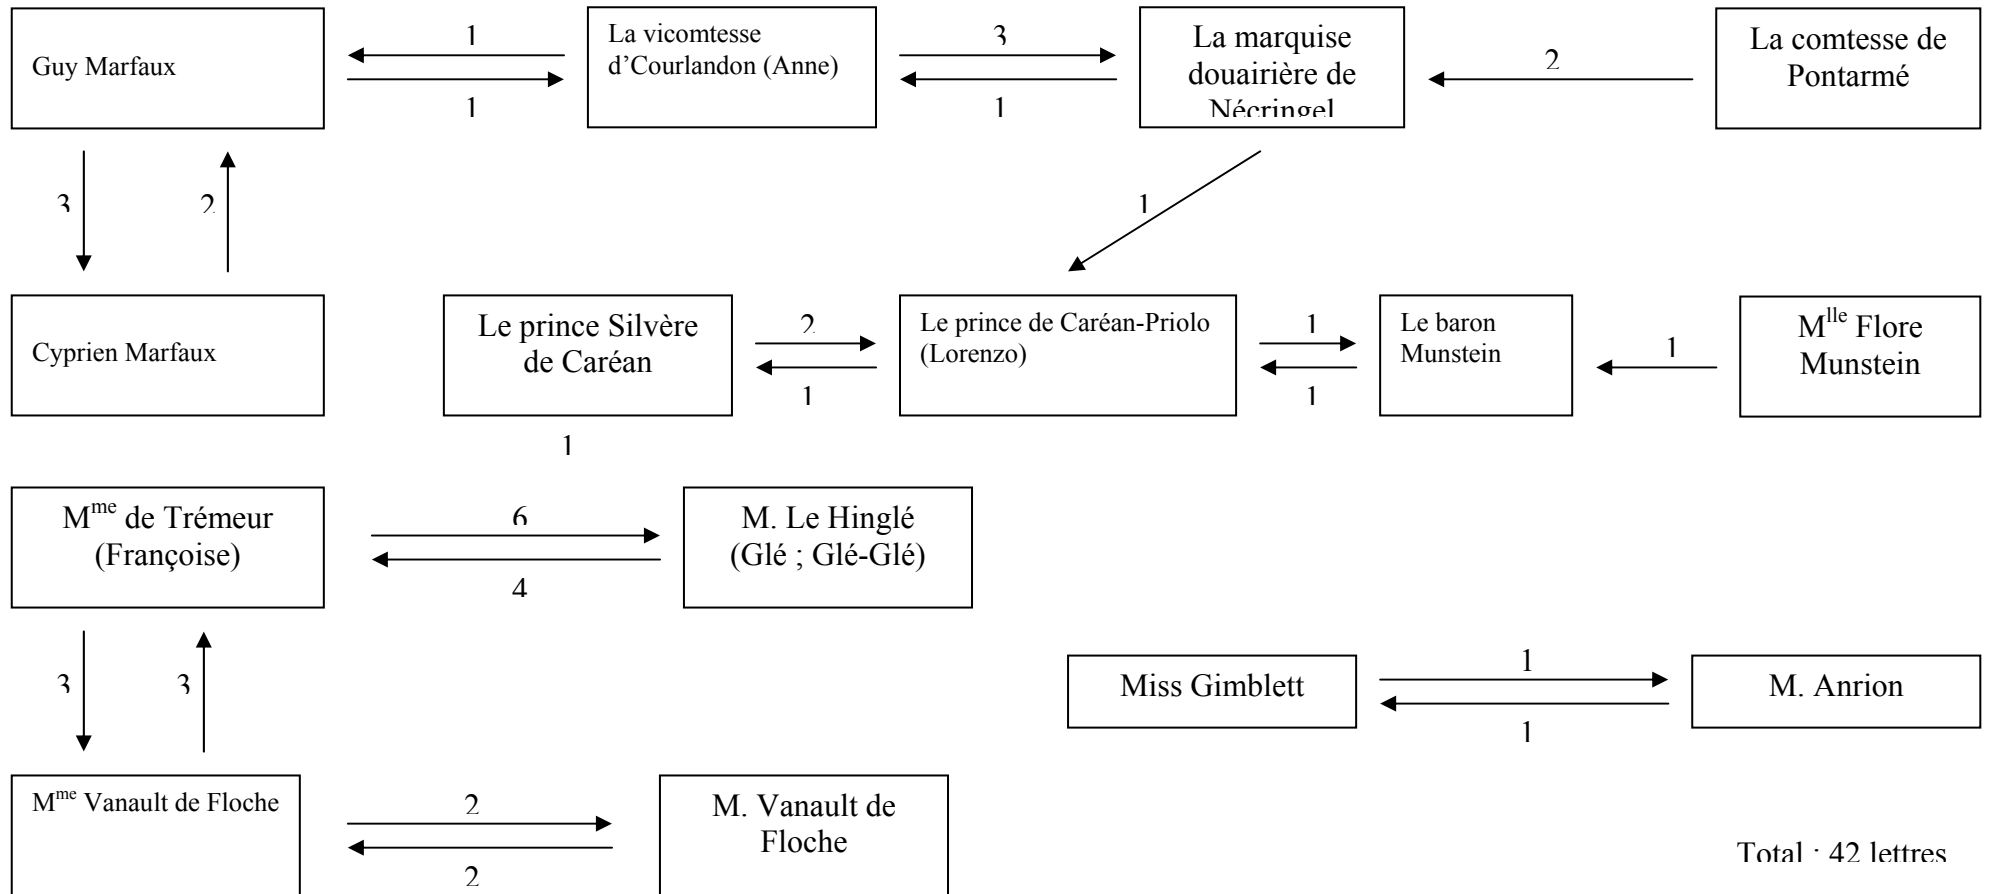 Guy Marfaux
1
1
La vicomtesse
d’Courlandon (Anne)
3
1
La marquise
douairière de
Nécringel
2
La comtesse de
Pontarmé
3
2
1
Cyprien Marfaux
Le prince Silvère
de Caréan
2
1
Le prince de Caréan-Priolo
(Lorenzo)
1
1
Le baron
Munstein
1
Mlle Flore
Munstein
1
Mme de Trémeur
(Françoise)
6
4
M. Le Hinglé
(Glé ; Glé-Glé)
3
3
Miss Gimblett
1
1
M. Anrion
Mme Vanault de Floche
2
2
M. Vanault de
Floche
Total : 42 lettres